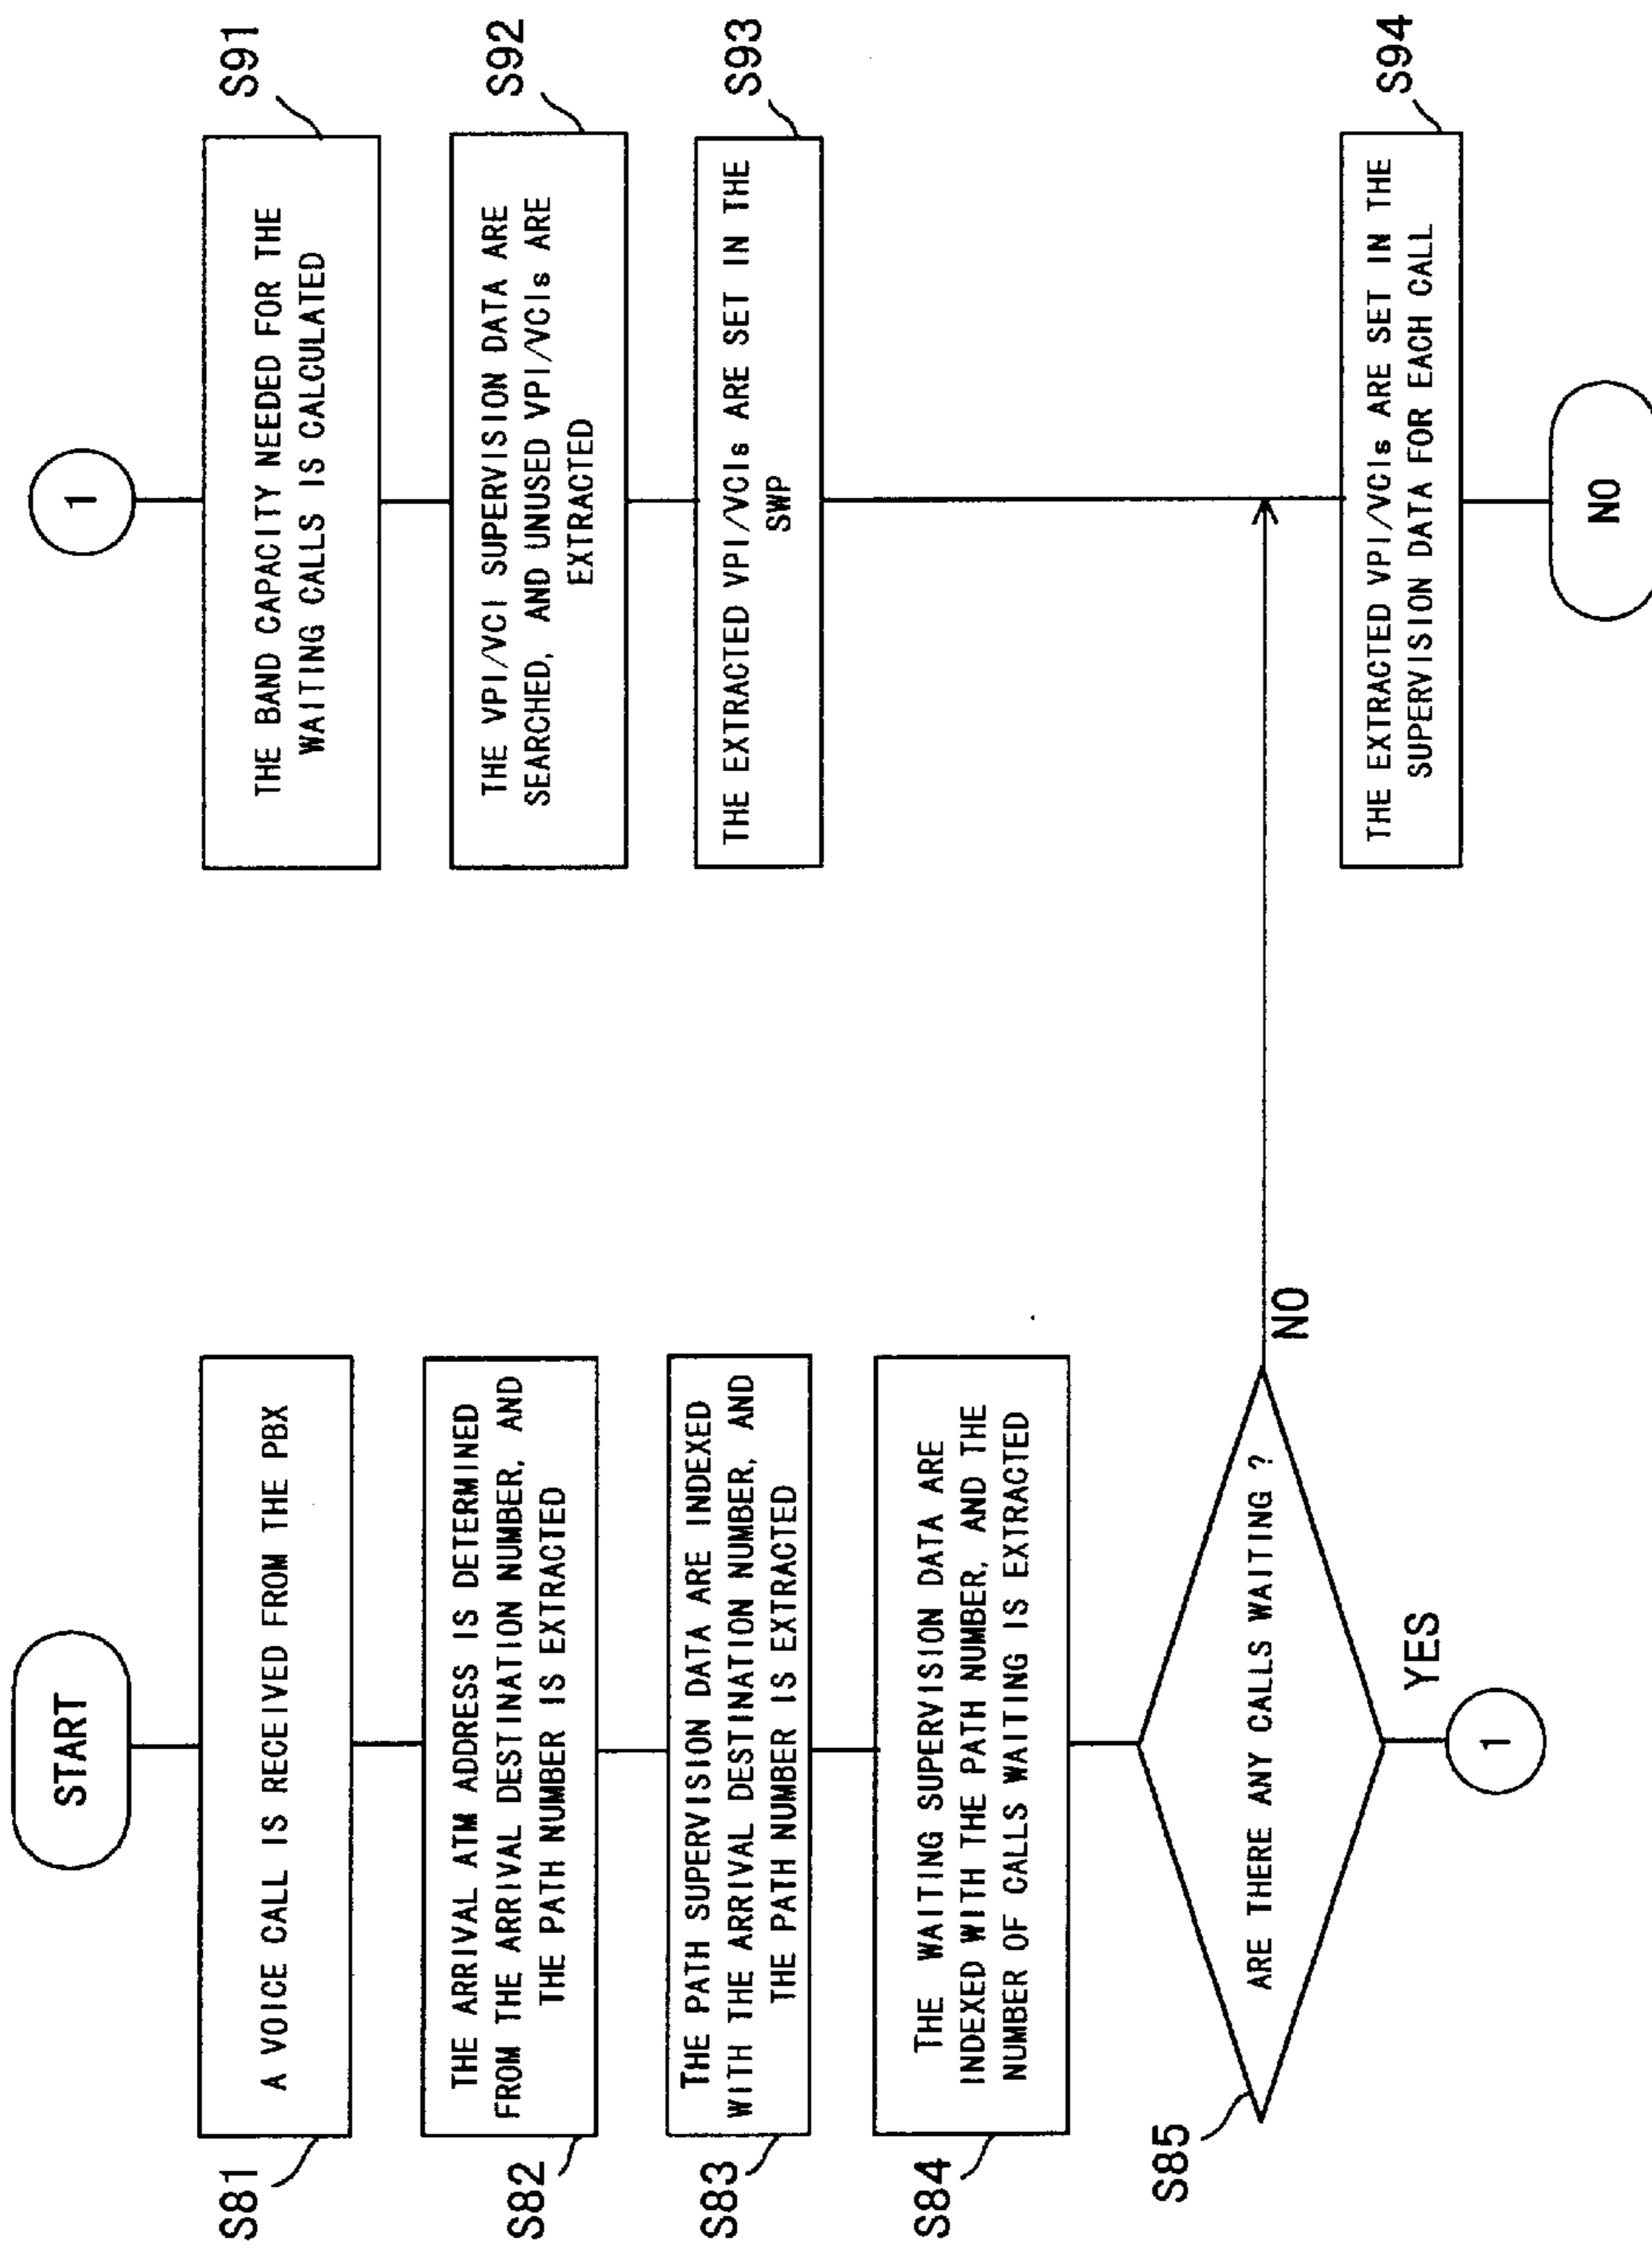 START
S81
A VOICE CALL IS RECEIVED FROM THE PBX
S82
THE ARRIVAL ATM ADDRESS IS DETERMINED
FROM THE ARRIVAL DESTINATION NUMBER, AND
THE PATH NUMBER IS EXTRACTED
S83
THE PATH SUPERVISION DATA ARE INDEXED
WITH THE ARRIVAL DESTINATION NUMBER, AND
THE PATH NUMBER IS EXTRACTED
S84
THE WAITING SUPERVISION DATA ARE
INDEXED WITH THE PATH NUMBER, AND THE
NUMBER OF CALLS WAITING IS EXTRACTED
S85
ARE THERE ANY CALLS WAITING ?
NO
YES
1
1
S91
THE BAND CAPACITY NEEDED FOR THE
WAITING CALLS IS CALCULATED
S92
THE VPI/VCI SUPERVISION DATA ARE
SEARCHED, AND UNUSED VPI/VCIs ARE
EXTRACTED
S93
THE EXTRACTED VPI/VCIs ARE SET IN THE
SWP
S94
THE EXTRACTED VPI/VCIs ARE SET IN THE
SUPERVISION DATA FOR EACH CALL
NO